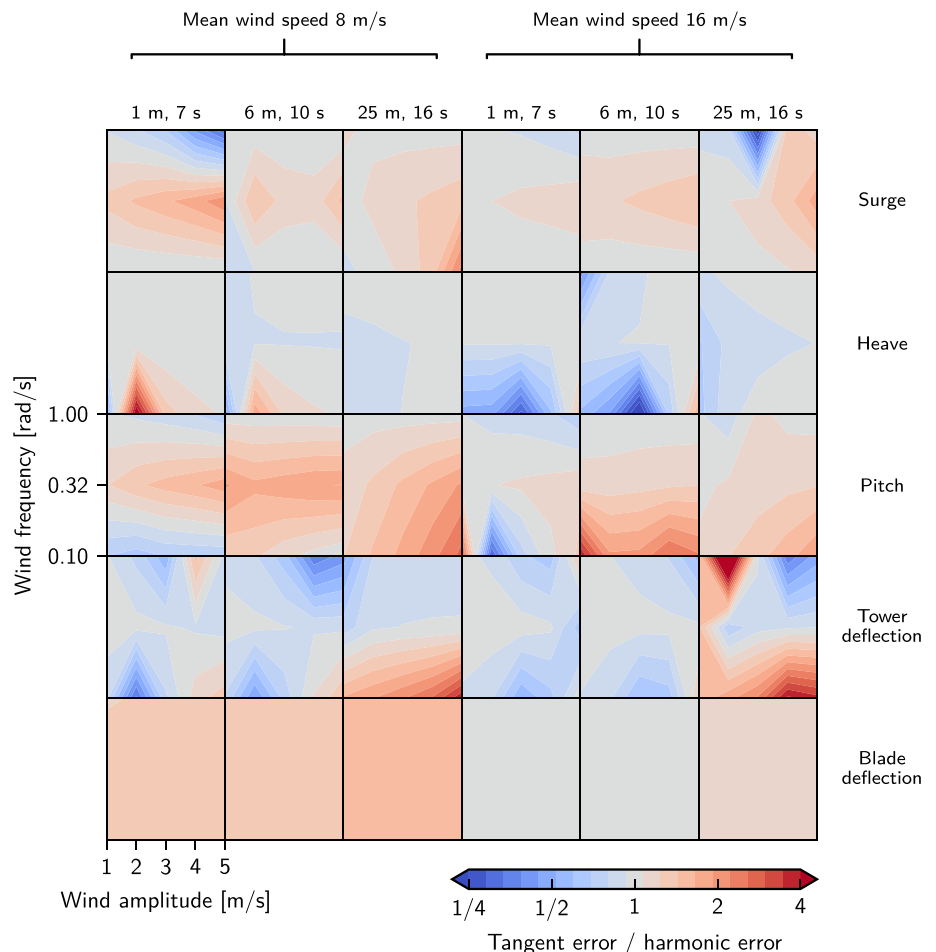 Mean wind speed 8 m/s
Mean wind speed 16 m/s
1 m, 7 s
6 m, 10 s
25 m, 16 s
1 m, 7 s
6 m, 10 s
25 m, 16 s
Surge
Heave
Pitch
Tower
deflection
Blade
deflection
Wind frequency [rad/s]
1.00
0.32
0.10
1
2
3
4
5
Wind amplitude [m/s]
1/4
1/2
1
2
4
Tangent error / harmonic error